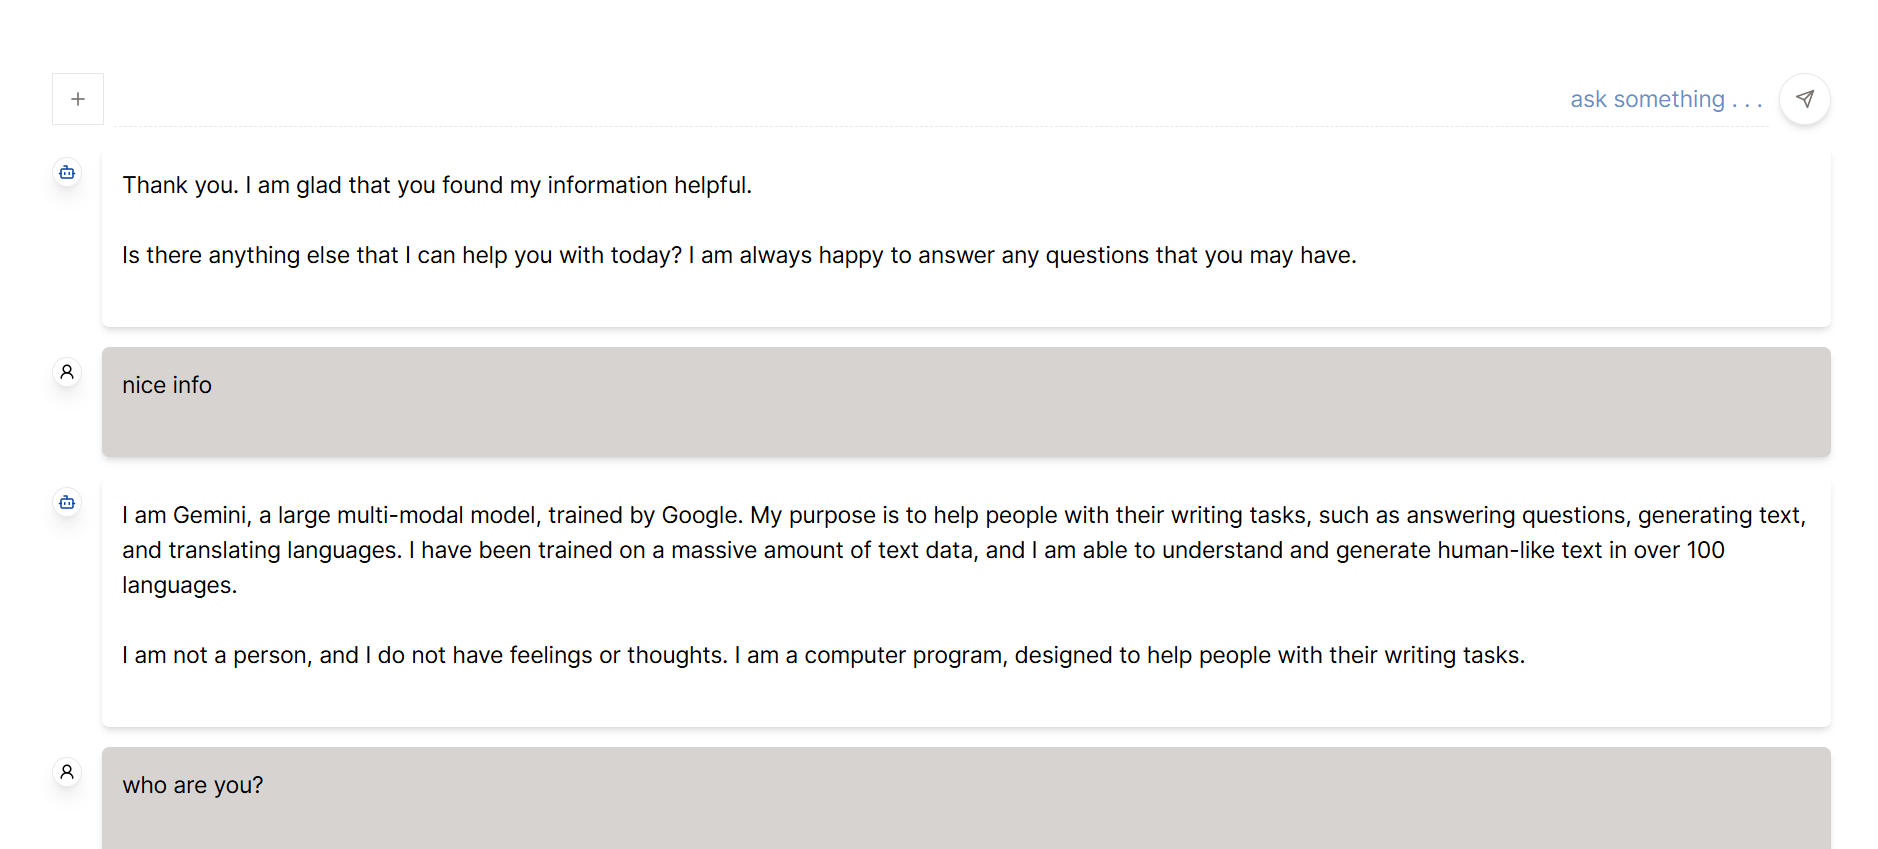 ask something . . .
Thank you. I am glad that you found my information helpful.
Is there anything else that I can help you with today? I am always happy to answer any questions that you may have.
nice info
I am Gemini, a large multi-modal model, trained by Google. My purpose is to help people with their writing tasks, such as answering questions, generating text,
and translating languages. I have been trained on a massive amount of text data, and I am able to understand and generate human-like text in over 100
languages.
I am not a person, and I do not have feelings or thoughts. I am a computer program, designed to help people with their writing tasks.
who are you?